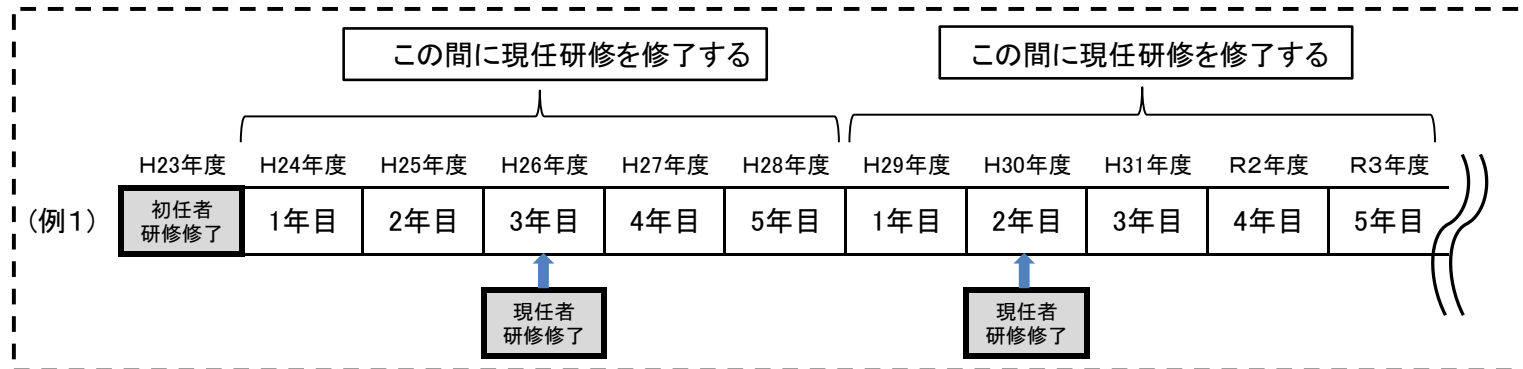 この間に現任研修を修了する
この間に現任研修を修了する
H23年度 H24年度 H25年度 H26年度 H27年度 H28年度 H29年度 H30年度 H31年度 R2年度 R3年度
(例1)
初任者
研修修了
1年目 2年目 3年目 4年目 5年目 1年目 2年目 3年目 4年目 5年目
現任者
研修修了
現任者
研修修了